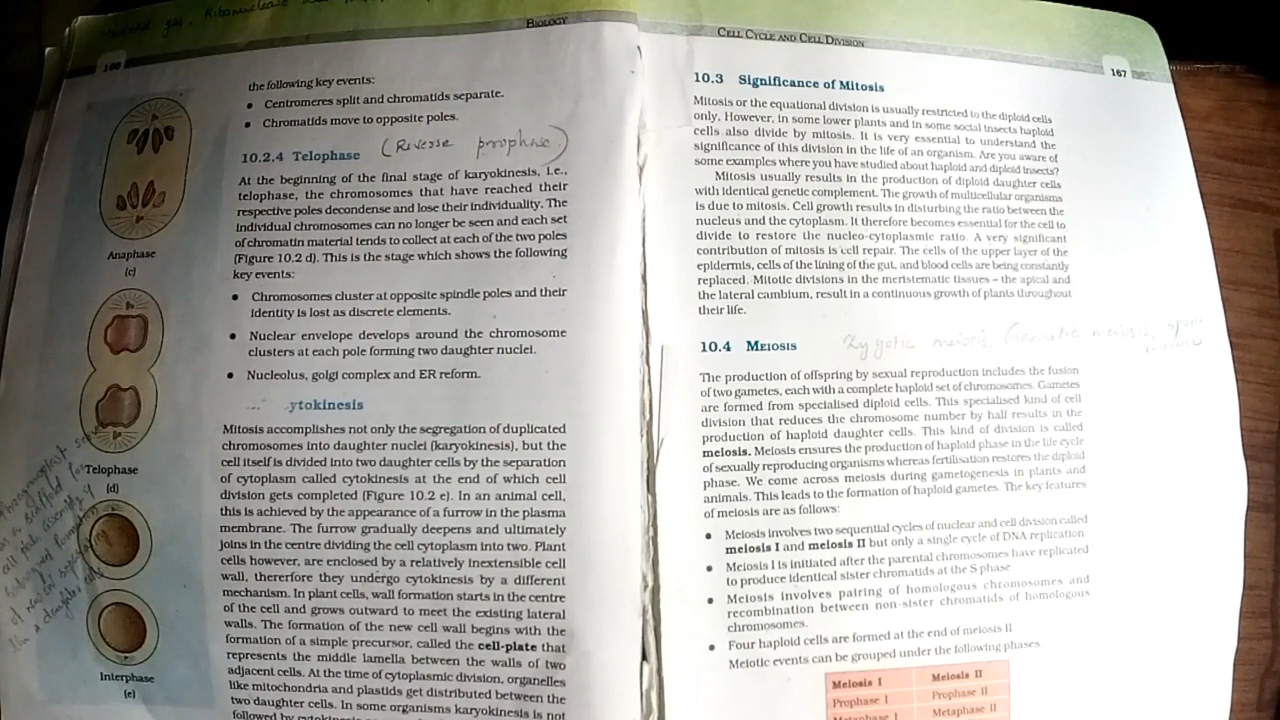 Ribonuclease
BIOLOGY
166
the following key events:
• Centromeres split and chromatids separate.
• Chromatids move to opposite poles.
10.2.4 Telophase
(Reverse prophase)
At the beginning of the final stage of karyokinesis, i.e.,
telophase, the chromosomes that have reached their
respective poles decondense and lose their individuality. The
individual chromosomes can no longer be seen and each set
of chromatin material tends to collect at each of the two poles
(Figure 10.2 d). This is the stage which shows the following
key events:
• Chromosomes cluster at opposite spindle poles and their
identity is lost as discrete elements.
• Nuclear envelope develops around the chromosome
clusters at each pole forming two daughter nuclei.
• Nucleolus, golgi complex and ER reform.
ytokinesis
Mitosis accomplishes not only the segregation of duplicated
chromosomes into daughter nuclei (karyokinesis), but the
cell itself is divided into two daughter cells by the separation
of cytoplasm called cytokinesis at the end of which cell
division gets completed (Figure 10.2 e). In an animal cell,
this is achieved by the appearance of a furrow in the plasma
membrane. The furrow gradually deepens and ultimately
joins in the centre dividing the cell cytoplasm into two. Plant
cells however, are enclosed by a relatively inextensible cell
wall, thererfore they undergo cytokinesis by a different
mechanism. In plant cells, wall formation starts in the centre
of the cell and grows outward to meet the existing lateral
walls. The formation of the new cell wall begins with the
formation of a simple precursor, called the cell-plate that
represents the middle lamella between the walls of two
adjacent cells. At the time of cytoplasmic division, organelles
like mitochondria and plastids get distributed between the
two daughter cells. In some organisms karyokinesis is not
followed by
Anaphase
(c)
Telophase
(d)
Interphase
(e)
CELL CYCLE AND CELL DIVISION
167
10.3 Significance of Mitosis
Mitosis or the equational division is usually restricted to the diploid cells
only. However, in some lower plants and in some social insects haploid
cells also divide by mitosis. It is very essential to understand the
significance of this division in the life of an organism. Are you aware of
some examples where you have studied about haploid and diploid insects?
Mitosis usually results in the production of diploid daughter cells
with identical genetic complement. The growth of multicellular organisms
is due to mitosis. Cell growth results in disturbing the ratio between the
nucleus and the cytoplasm. It therefore becomes essential for the cell to
divide to restore the nucleo-cytoplasmic ratio. A very significant
contribution of mitosis is cell repair. The cells of the upper layer of the
epidermis, cells of the lining of the gut, and blood cells are being constantly
replaced. Mitotic divisions in the meristematic tissues – the apical and
the lateral cambium, result in a continuous growth of plants throughout
their life.
10.4 MEIOSIS
Zygotic meiosis, Gametic meiosis,
The production of offspring by sexual reproduction includes the fusion
of two gametes, each with a complete haploid set of chromosomes. Gametes
are formed from specialised diploid cells. This specialised kind of cell
division that reduces the chromosome number by half results in the
production of haploid daughter cells. This kind of division is called
meiosis. Meiosis ensures the production of haploid phase in the life cycle
of sexually reproducing organisms whereas fertilisation restores the diploid
phase. We come across meiosis during gametogenesis in plants and
animals. This leads to the formation of haploid gametes. The key features
of meiosis are as follows:
• Meiosis involves two sequential cycles of nuclear and cell division called
meiosis I and meiosis II but only a single cycle of DNA replication
• Meiosis I is initiated after the parental chromosomes have replicated
to produce identical sister chromatids at the S phase
• Meiosis involves pairing of homologous chromosomes and
recombination between non-sister chromatids of homologous
chromosomes.
• Four haploid cells are formed at the end of meiosis II
Meiotic events can be grouped under the following phases
Meiosis I Meiosis II
Prophase I Prophase II
Metaphase I Metaphase II